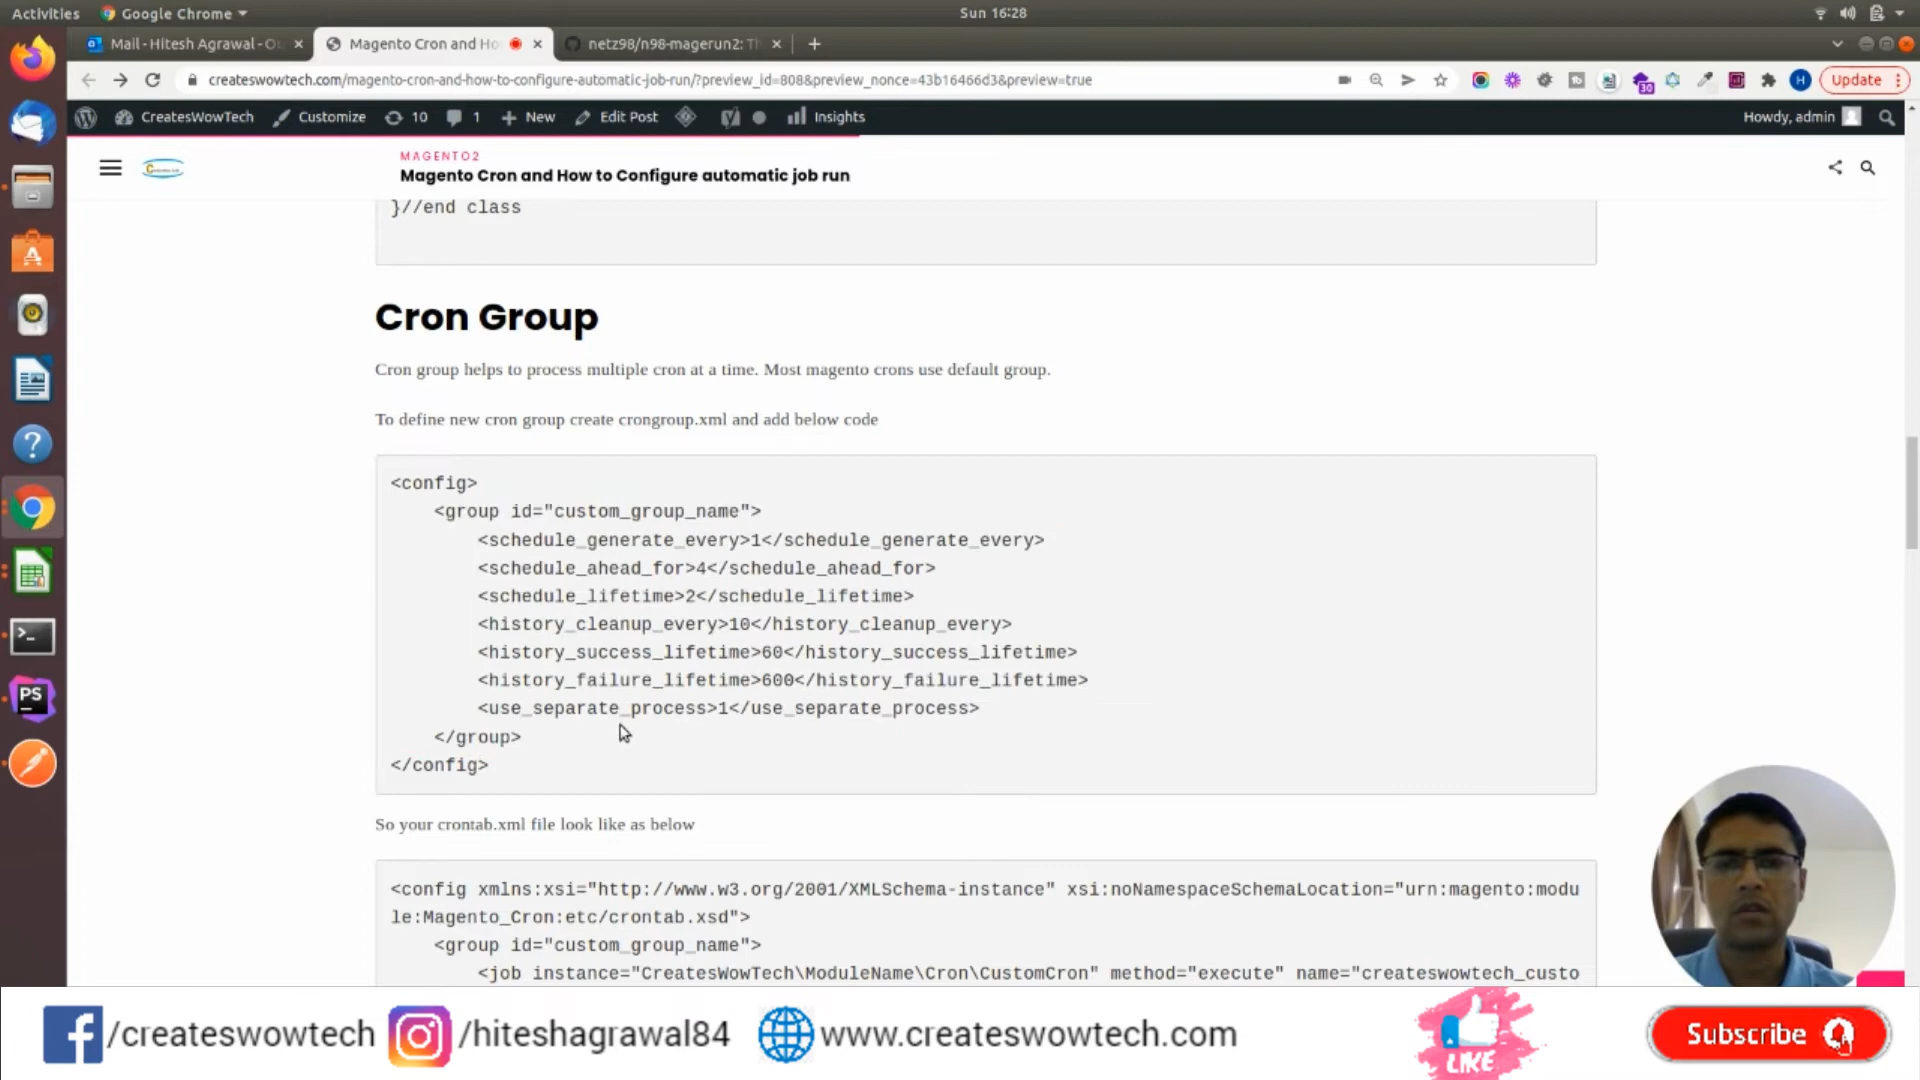 Activities Google Chrome Sun 16:28
Mail - Hitesh Agrawal - O Magento Cron and Ho netz98/n98-magerun2: T
createswowtech.com/magento-cron-and-how-to-configure-automatic-job-run/?preview_id=808&preview_nonce=43b16466d3&preview=true 30 H Update
CreatesWowTech Customize 10 1 New Edit Post Insights Howdy, admin
MAGENTO2
Magento Cron and How to Configure automatic job run
}//end class
Cron Group
Cron group helps to process multiple cron at a time. Most magento crons use default group.
To define new cron group create crongroup.xml and add below code
<config>
<group id="custom_group_name">
<schedule_generate_every>1</schedule_generate_every>
<schedule_ahead_for>4</schedule_ahead_for>
<schedule_lifetime>2</schedule_lifetime>
<history_cleanup_every>10</history_cleanup_every>
<history_success_lifetime>60</history_success_lifetime>
<history_failure_lifetime>600</history_failure_lifetime>
<use_separate_process>1</use_separate_process>
</group>
</config>
So your crontab.xml file look like as below
<config xmlns:xsi="http://www.w3.org/2001/XMLSchema-instance" xsi:noNamespaceSchemaLocation="urn:magento:modu
le:Magento_Cron:etc/crontab.xsd">
<group id="custom_group_name">
<job instance="CreatesWowTech\ModuleName\Cron\CustomCron" method="execute" name="createswowtech_custo
PS
/createswowtech /hiteshagrawal84 www.createswowtech.com LIKE Subscribe